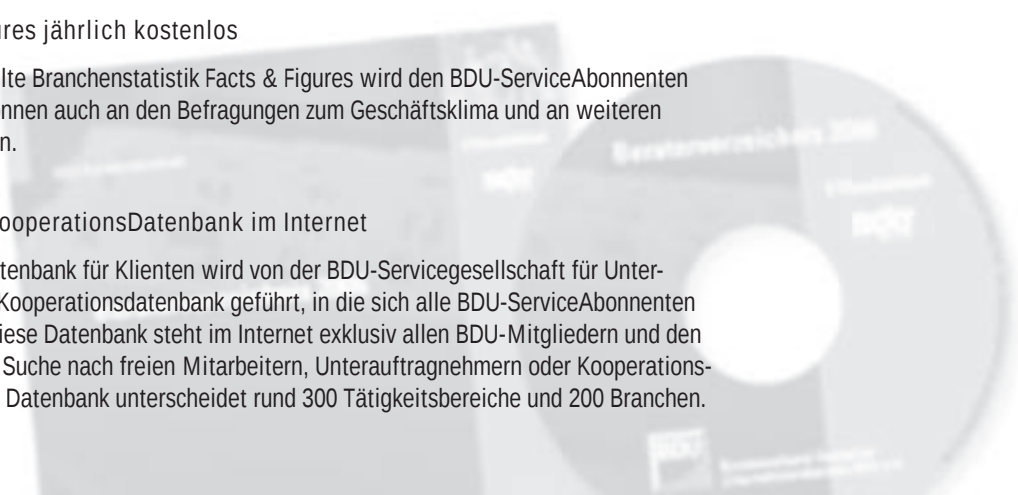 ures jährlich kostenlos
lte Branchenstatistik Facts & Figures wird den BDU-ServiceAbonnenten
önnen auch an den Befragungen zum Geschäftsklima und an weiteren
n.
ooperationsDatenbank im Internet
tenbank für Klienten wird von der BDU-Servicegesellschaft für Unter-
Kooperationsdatenbank geführt, in die sich alle BDU-ServiceAbonnenten
iese Datenbank steht im Internet exklusiv allen BDU-Mitgliedern und den
Suche nach freien Mitarbeitern, Unterauftragnehmern oder Kooperations-
Datenbank unterscheidet rund 300 Tätigkeitsbereiche und 200 Branchen.
Beraterverzeichnis
BDU